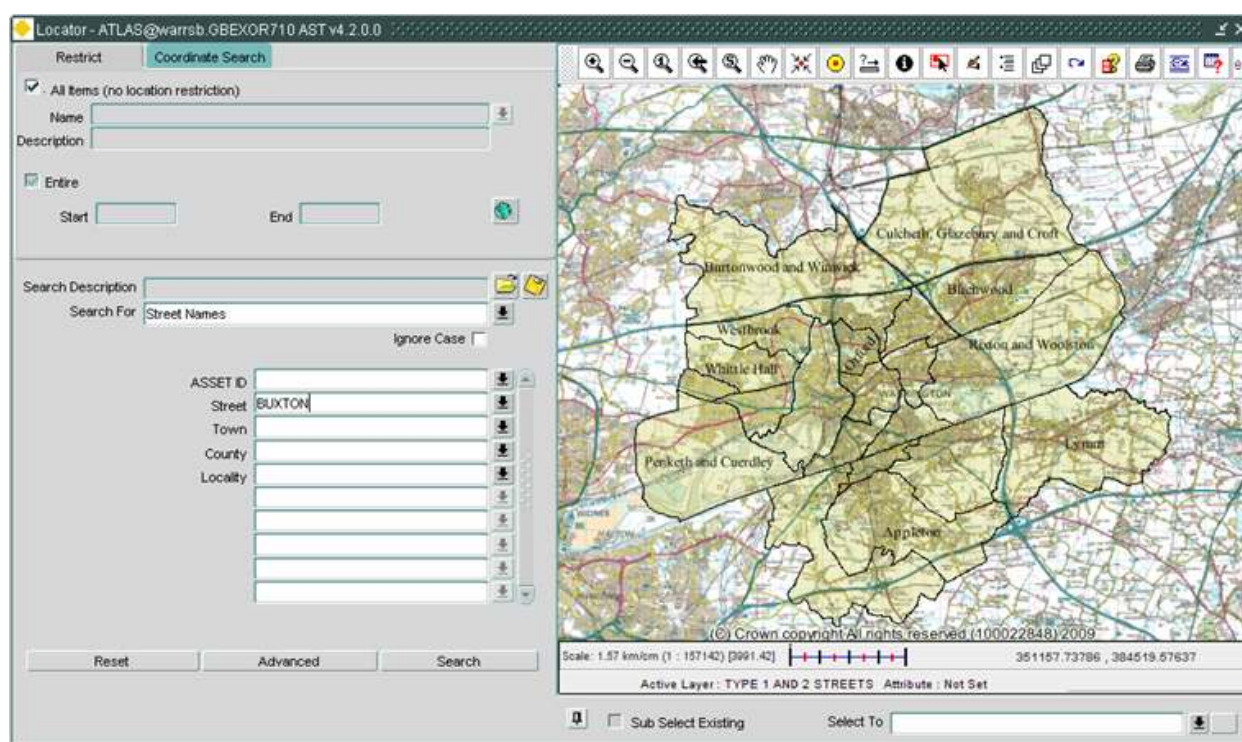 Locator - ATLAS@warrsb.GBEXOR710 AST v4.2.0.0
Restrict
Coordinate Search
- All Items (no location restriction)
Name
Description
Entire
Start
End
Search Description
Search For
Street Names
Ignore Case
ASSET ID
Street
BUXTON
Town
County
Locality
Reset
Advanced
Search
Culcheth, Glazebury and Croft
Burtonwood and Winwick
Birchwood
Westbrook
Orford
Rixton and Woolston
Whittle Hall
WARRINGTON
Lymm
Penketh and Cuerdley
WIDNES
Appleton
(C) Crown copyright All rights reserved (100022848) 2009
Scale: 1.57 km/cm (1 : 157142) [3991.42]
351157.73786 , 384519.57637
Active Layer : TYPE 1 AND 2 STREETS Attribute : Not Set
Sub Select Existing
Select To